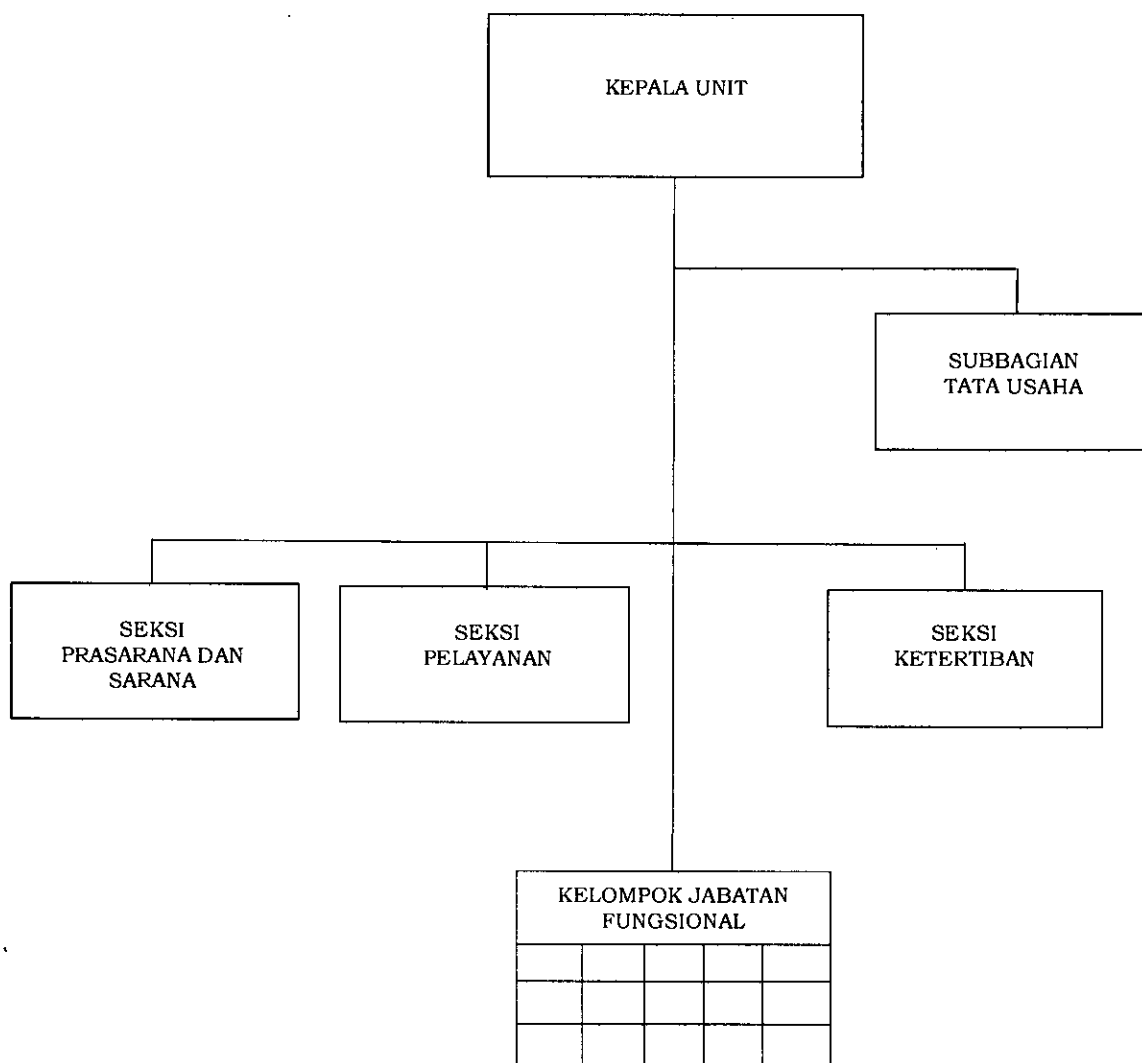 KEPALA UNIT
SUBBAGIAN
TATA USAHA
SEKSI
PRASARANA DAN
SARANA
SEKSI
PELAYANAN
SEKSI
KETERTIBAN
KELOMPOK JABATAN
FUNGSIONAL